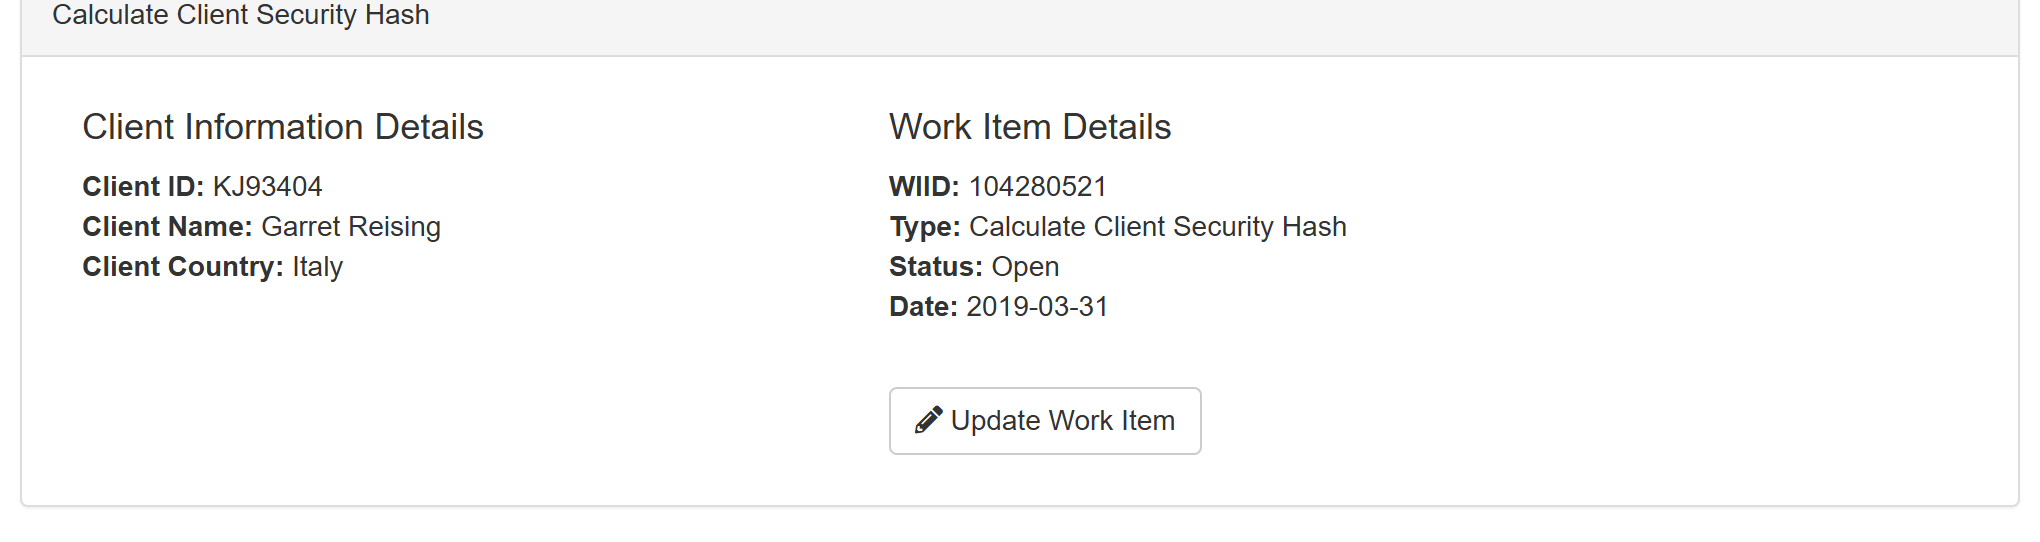 Calculate Client Security Hash
Client Information Details
Client ID: KJ93404
Client Name: Garret Reising
Client Country: Italy
Work Item Details
WIID: 104280521
Type: Calculate Client Security Hash
Status: Open
Date: 2019-03-31
Update Work Item